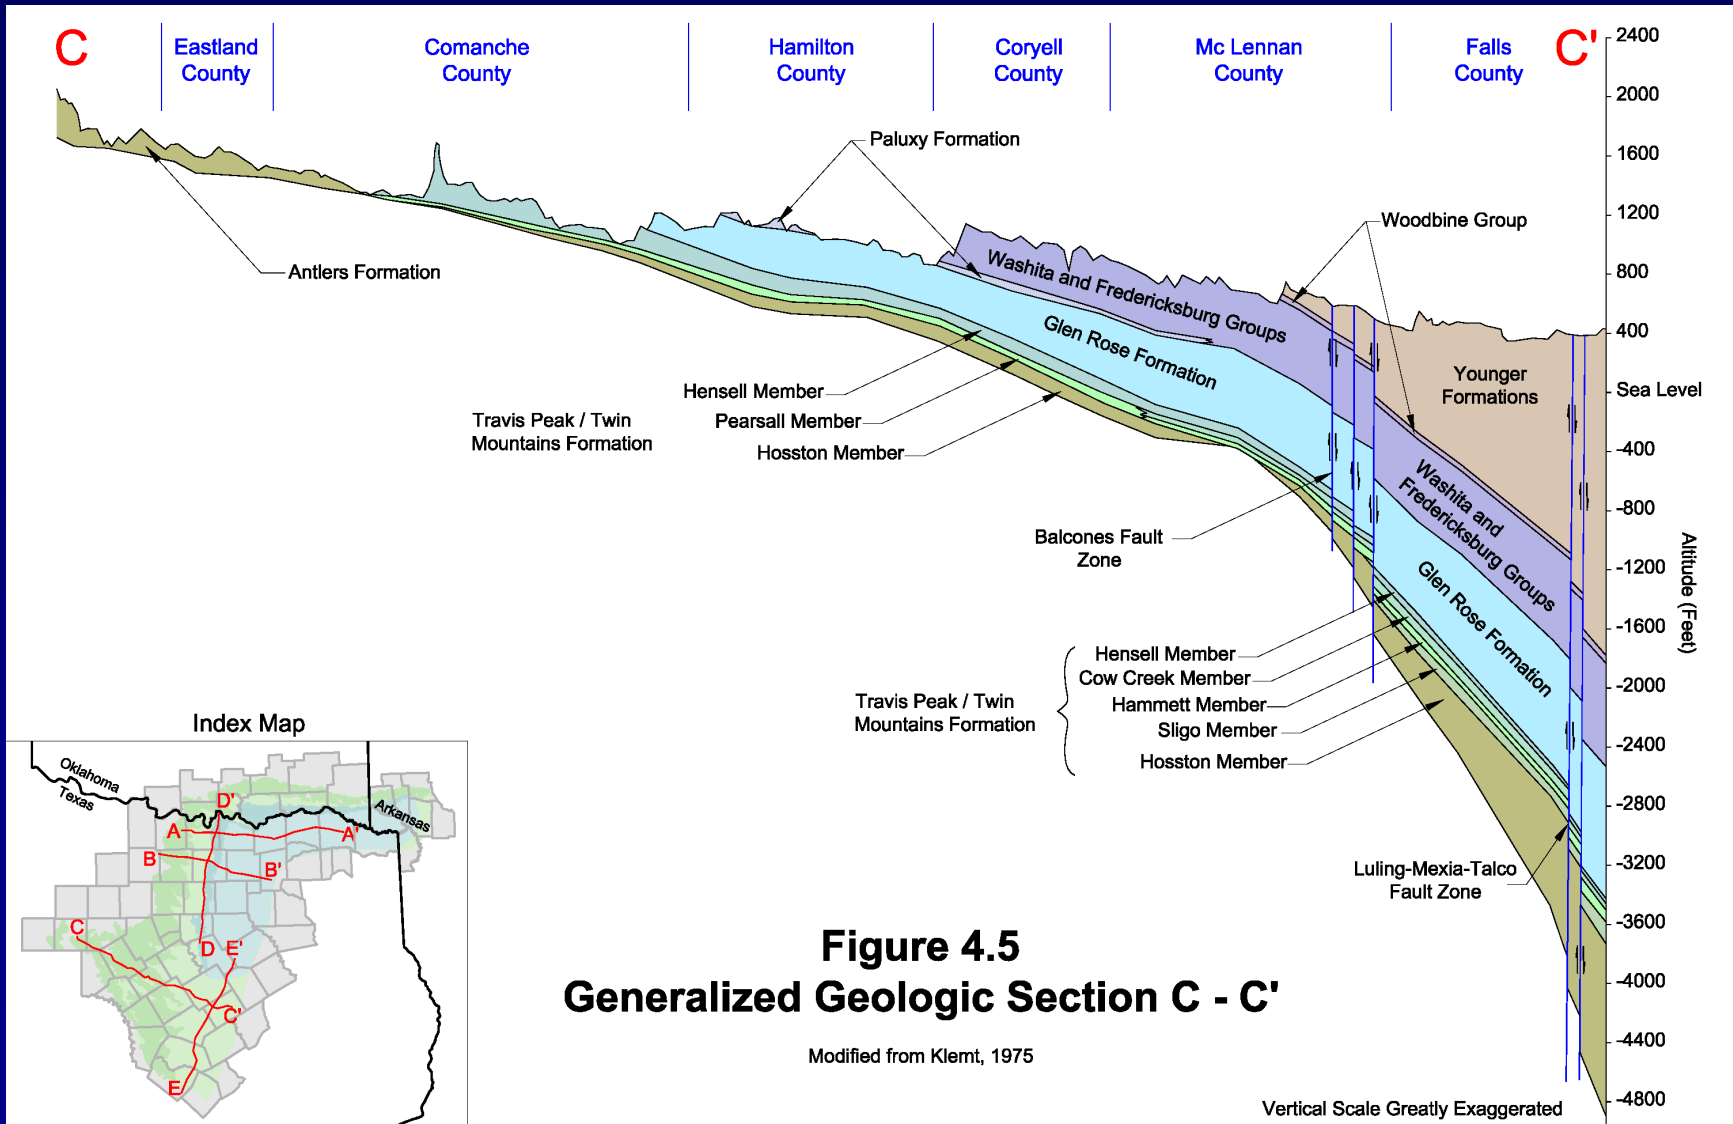 C
Eastland
County
Comanche
County
Hamilton
County
Coryell
County
Mc Lennan
County
Falls
County
C'
2400
2000
1600
1200
800
400
Sea Level
-400
-800
-1200
-1600
-2000
-2400
-2800
-3200
-3600
-4000
-4400
-4800
Altitude (Feet)
Paluxy Formation
Woodbine Group
Antlers Formation
Washita and Fredericksburg Groups
Glen Rose Formation
Younger
Formations
Hensell Member
Pearsall Member
Hosston Member
Travis Peak / Twin
Mountains Formation
Washita and
Fredericksburg Groups
Glen Rose Formation
Balcones Fault
Zone
Hensell Member
Cow Creek Member
Hammett Member
Sligo Member
Hosston Member
Travis Peak / Twin
Mountains Formation
Luling-Mexia-Talco
Fault Zone
Index Map
Oklahoma
Texas
Arkansas
D'
A
A'
B
B'
C
D
E'
C'
E
Figure 4.5
Generalized Geologic Section C - C'
Modified from Klemt, 1975
Vertical Scale Greatly Exaggerated